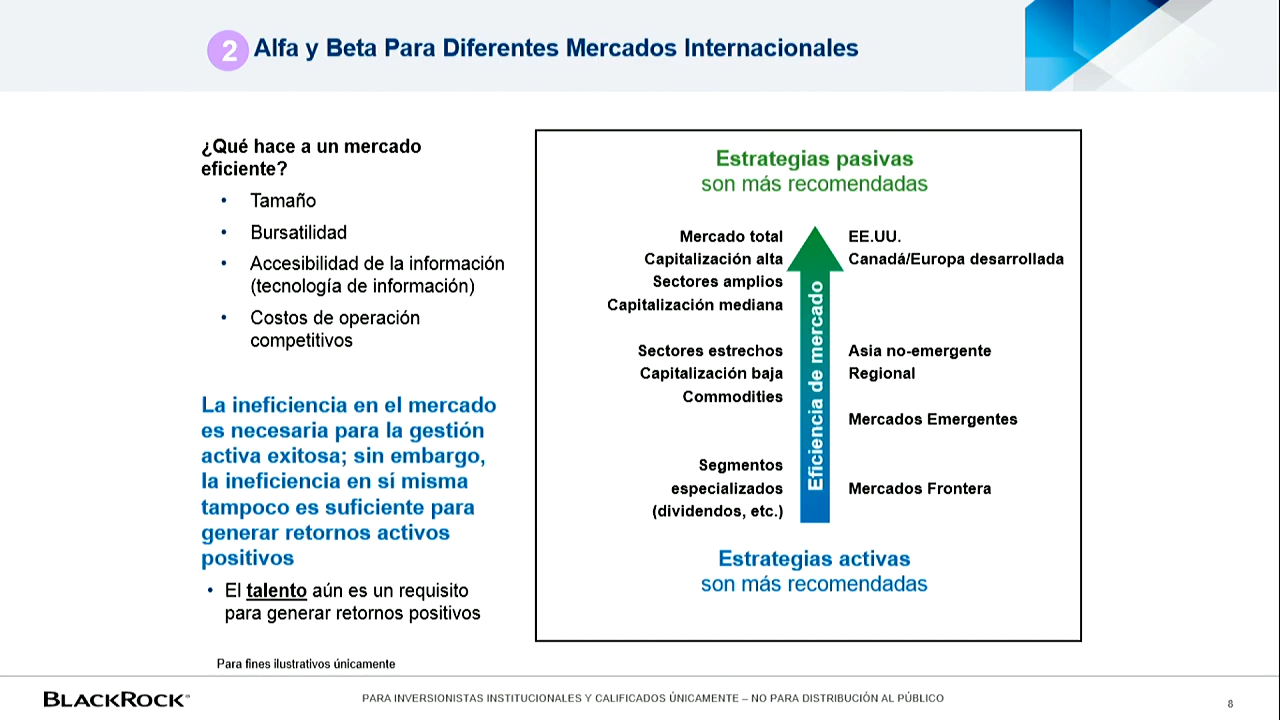 2
Alfa y Beta Para Diferentes Mercados Internacionales
¿Qué hace a un mercado
eficiente?
• Tamaño
• Bursatilidad
• Accesibilidad de la información
(tecnología de información)
• Costos de operación
competitivos
La ineficiencia en el mercado
es necesaria para la gestión
activa exitosa; sin embargo,
la ineficiencia en sí misma
tampoco es suficiente para
generar retornos activos
positivos
• El talento aún es un requisito
para generar retornos positivos
Para fines ilustrativos únicamente
Estrategias pasivas
son más recomendadas
Mercado total
Capitalización alta
Sectores amplios
Capitalización mediana
Sectores estrechos
Capitalización baja
Commodities
Segmentos
especializados
(dividendos, etc.)
Eficiencia de mercado
EE.UU.
Canadá/Europa desarrollada
Asia no-emergente
Regional
Mercados Emergentes
Mercados Frontera
Estrategias activas
son más recomendadas
BLACKROCK®
PARA INVERSIONISTAS INSTITUCIONALES Y CALIFICADOS ÚNICAMENTE – NO PARA DISTRIBUCIÓN AL PÚBLICO
8